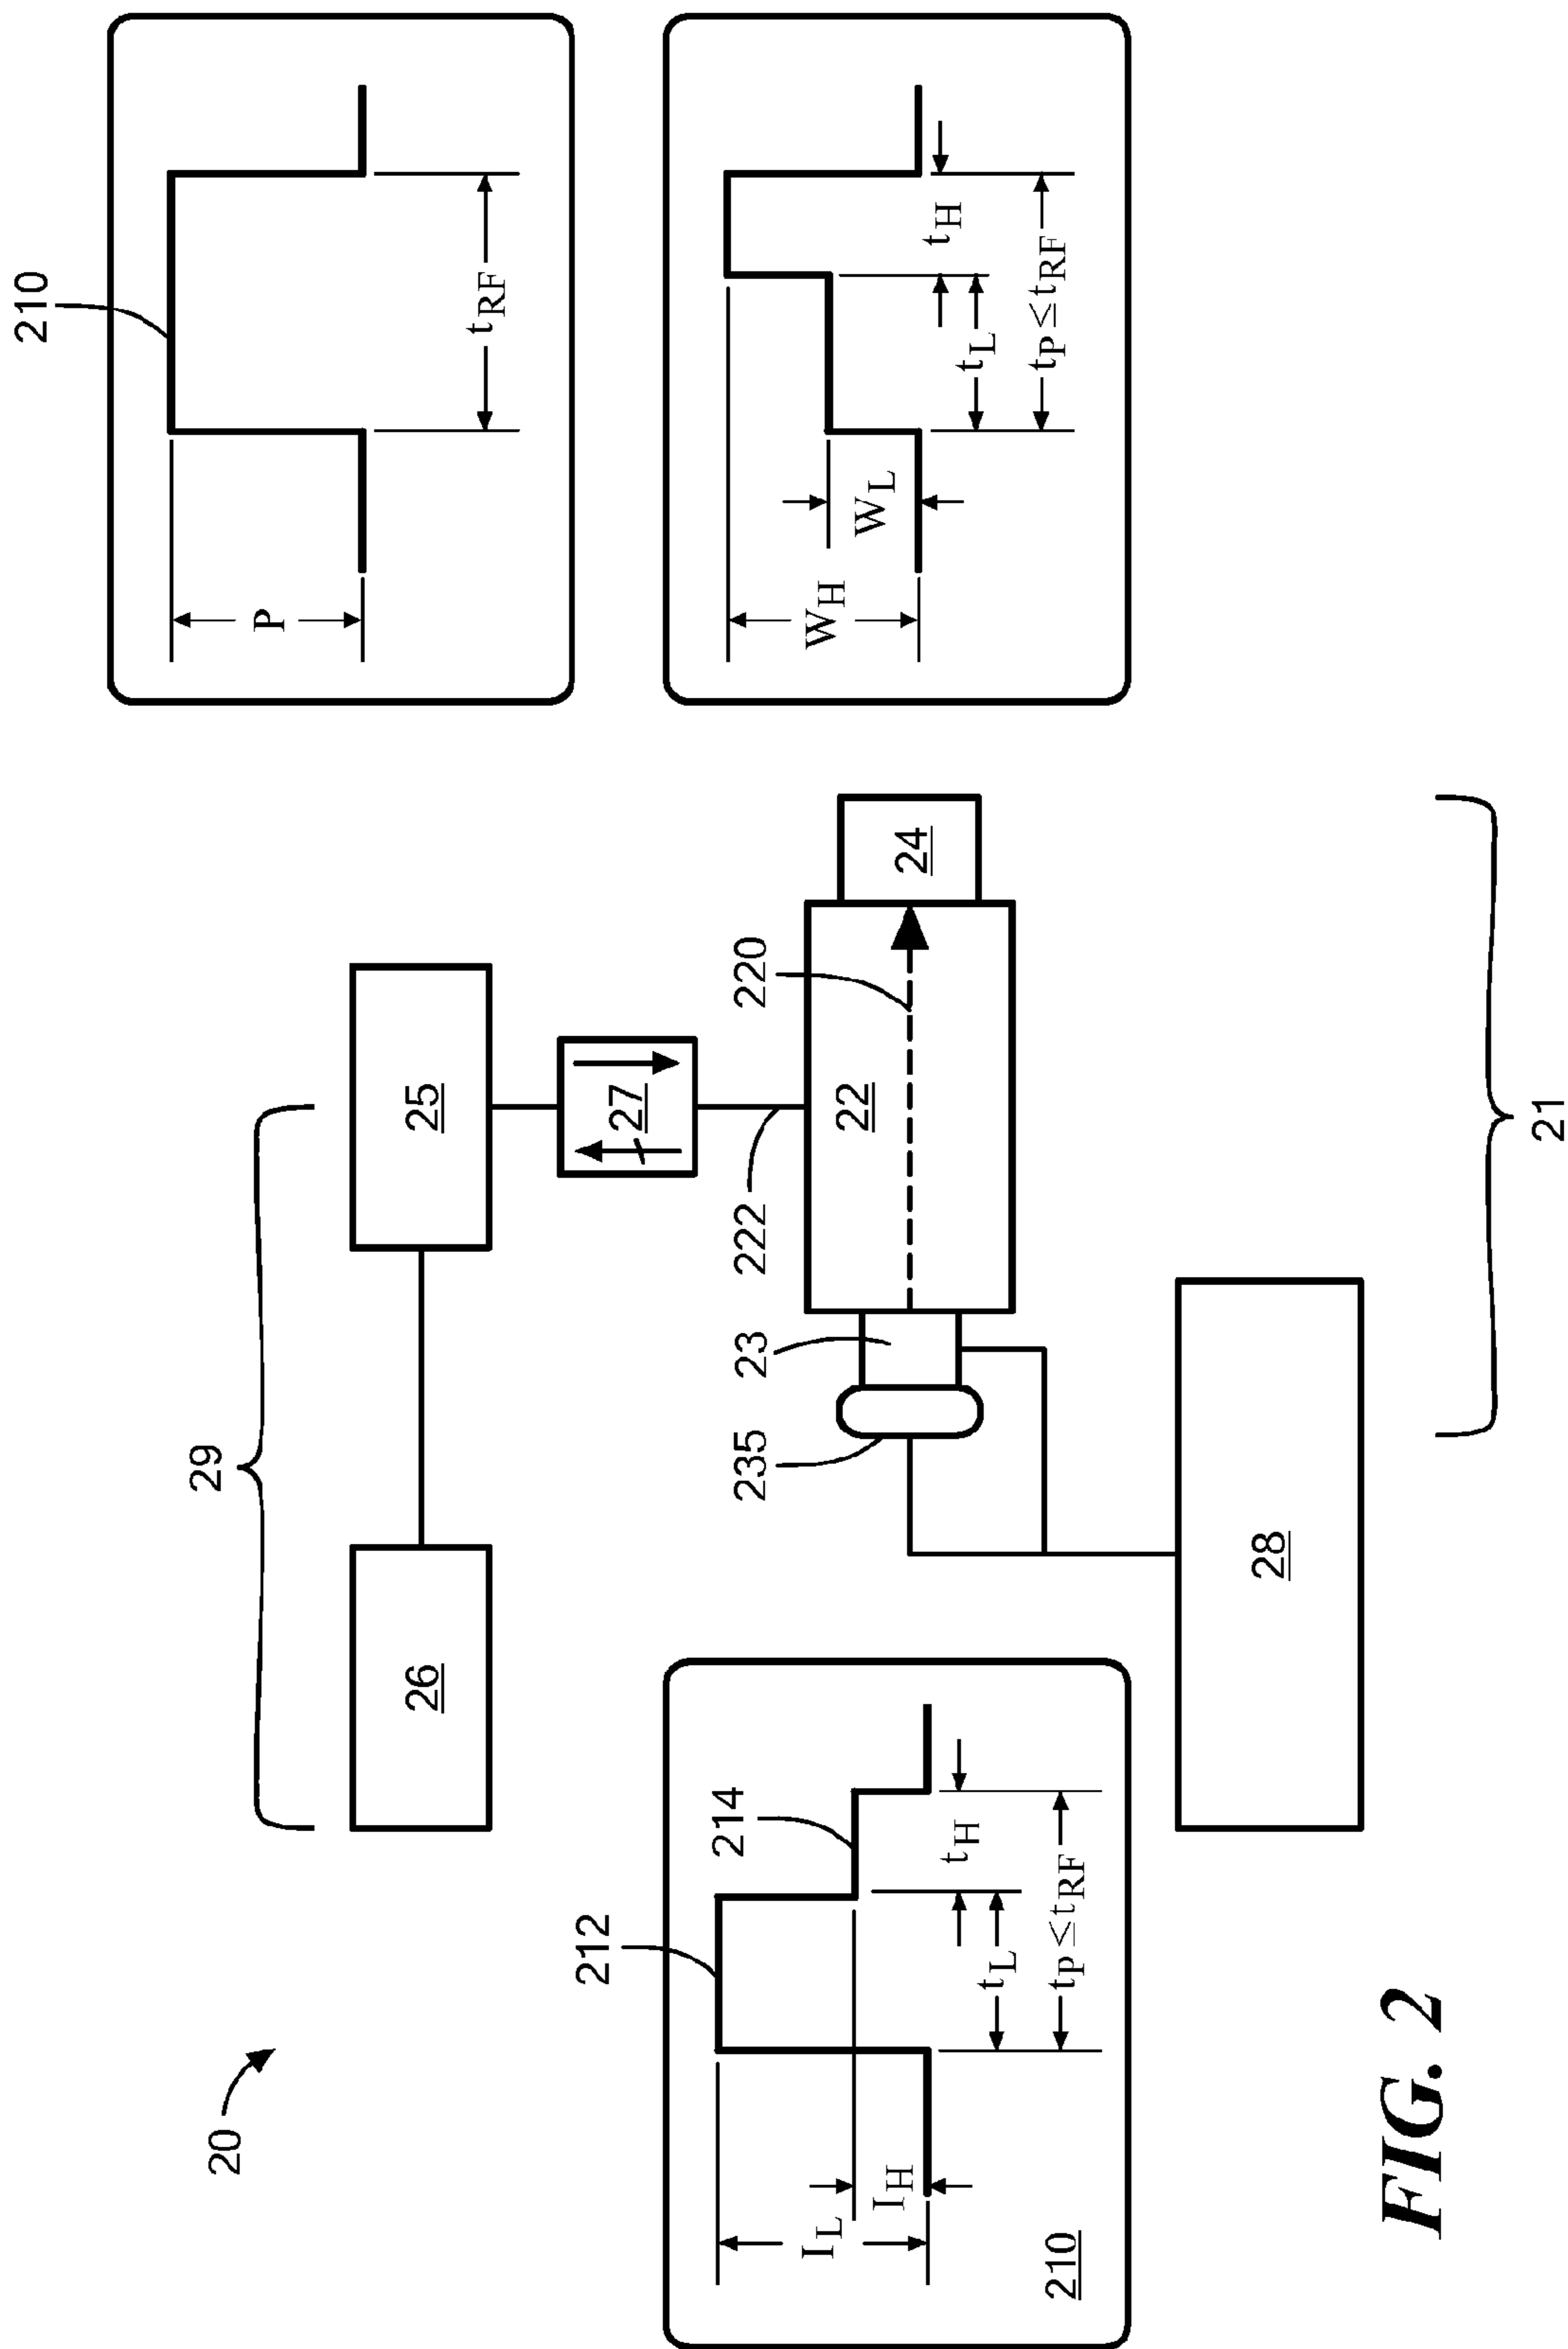 20
29
26
25
27
222
220
22
24
23
235
28
21
212
214
I_L
I_H
t_L
t_H
t_P ≤ t_RF
210
210
P
t_RF
W_H
W_L
t_L
t_H
t_P ≤ t_RF
FIG. 2